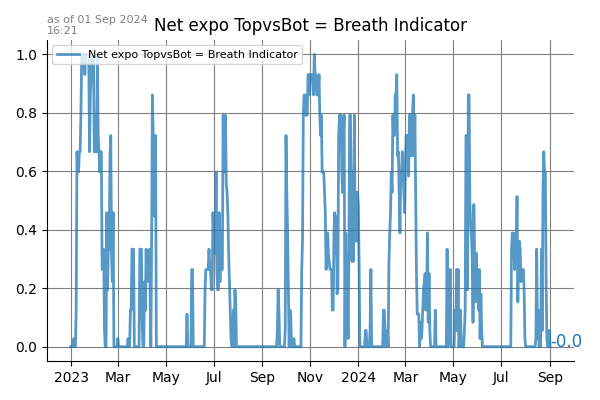 as of 01 Sep 2024
16:21
Net expo TopvsBot = Breath Indicator
Net expo TopvsBot = Breath Indicator
1.0
0.8
0.6
0.4
0.2
0.0
-0.0
2023 Mar May Jul Sep Nov 2024 Mar May Jul Sep